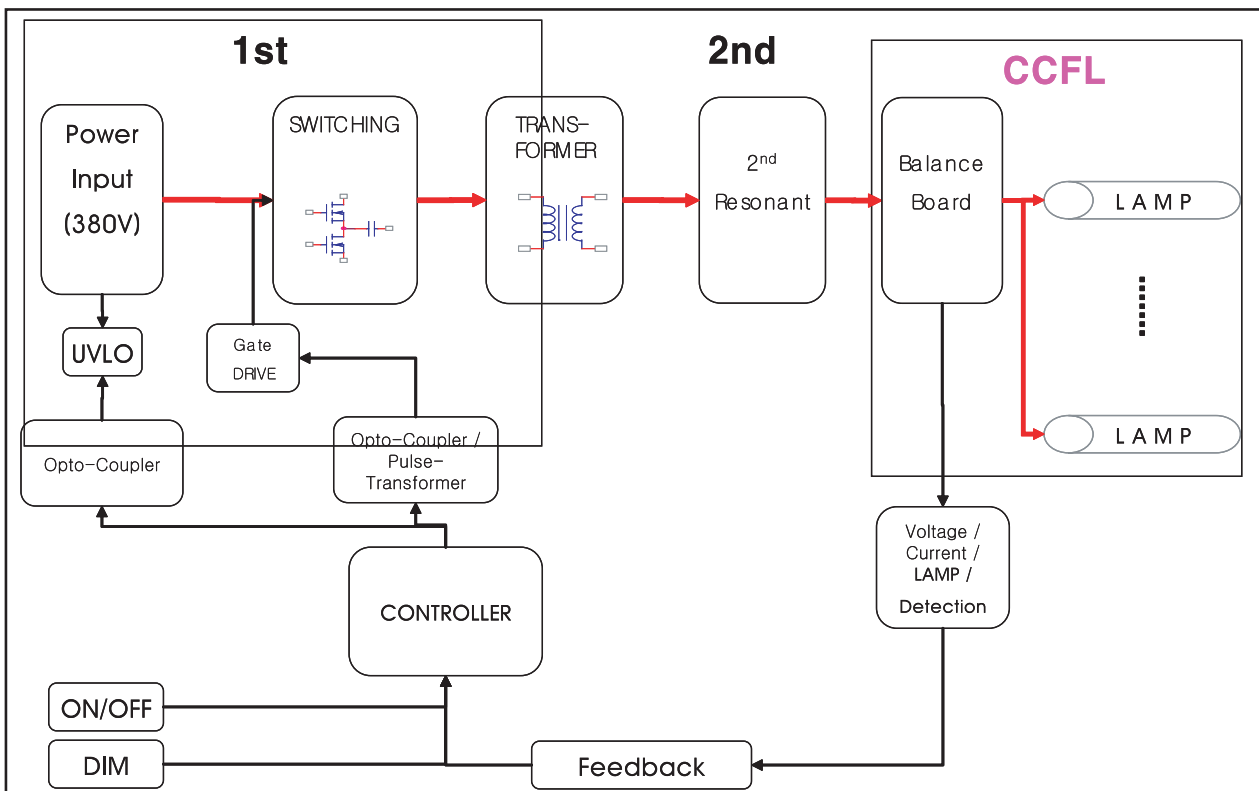 1st
2nd
CCFL
Power
Input
(380V)
SWITCHING
TRANS-
FORMER
2nd
Resonant
Balance
Board
LAMP
LAMP
UVLO
Gate
DRIVE
Opto-Coupler
Opto-Coupler /
Pulse-
Transformer
Voltage /
Current /
LAMP /
Detection
CONTROLLER
ON/OFF
DIM
Feedback